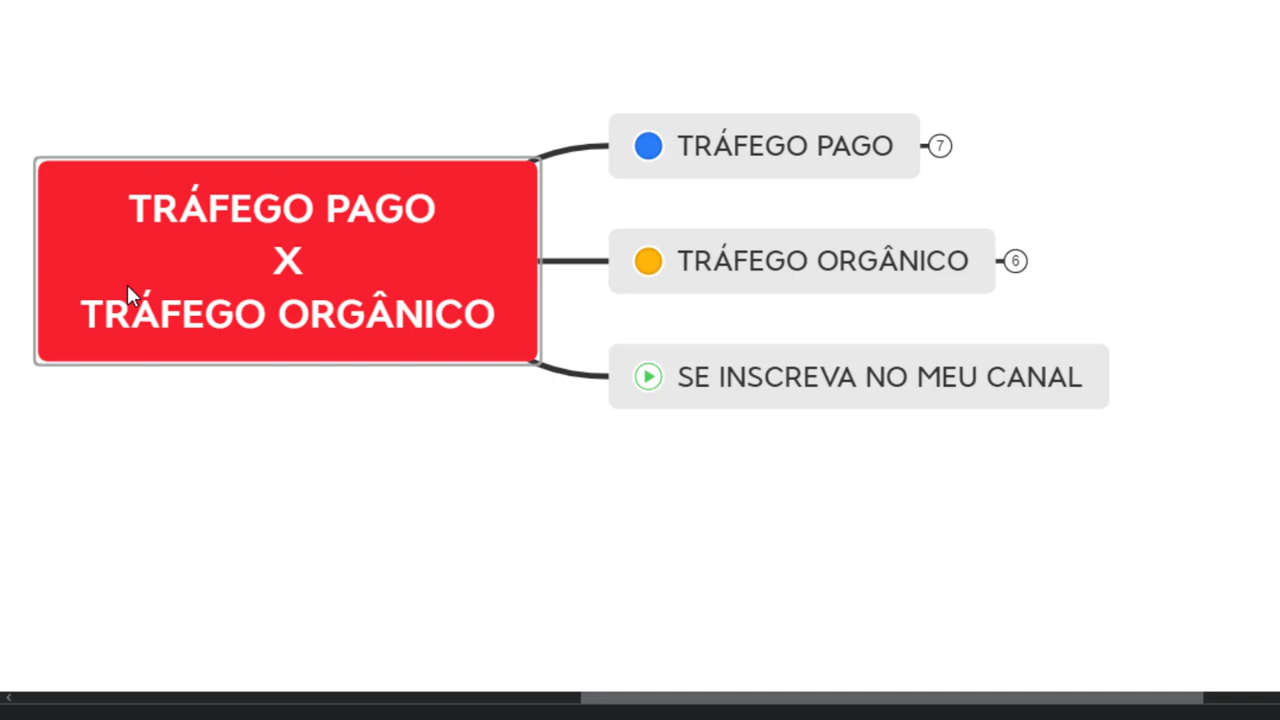 TRÁFEGO PAGO
X
TRÁFEGO ORGÂNICO
TRÁFEGO PAGO
7
TRÁFEGO ORGÂNICO
6
SE INSCREVA NO MEU CANAL